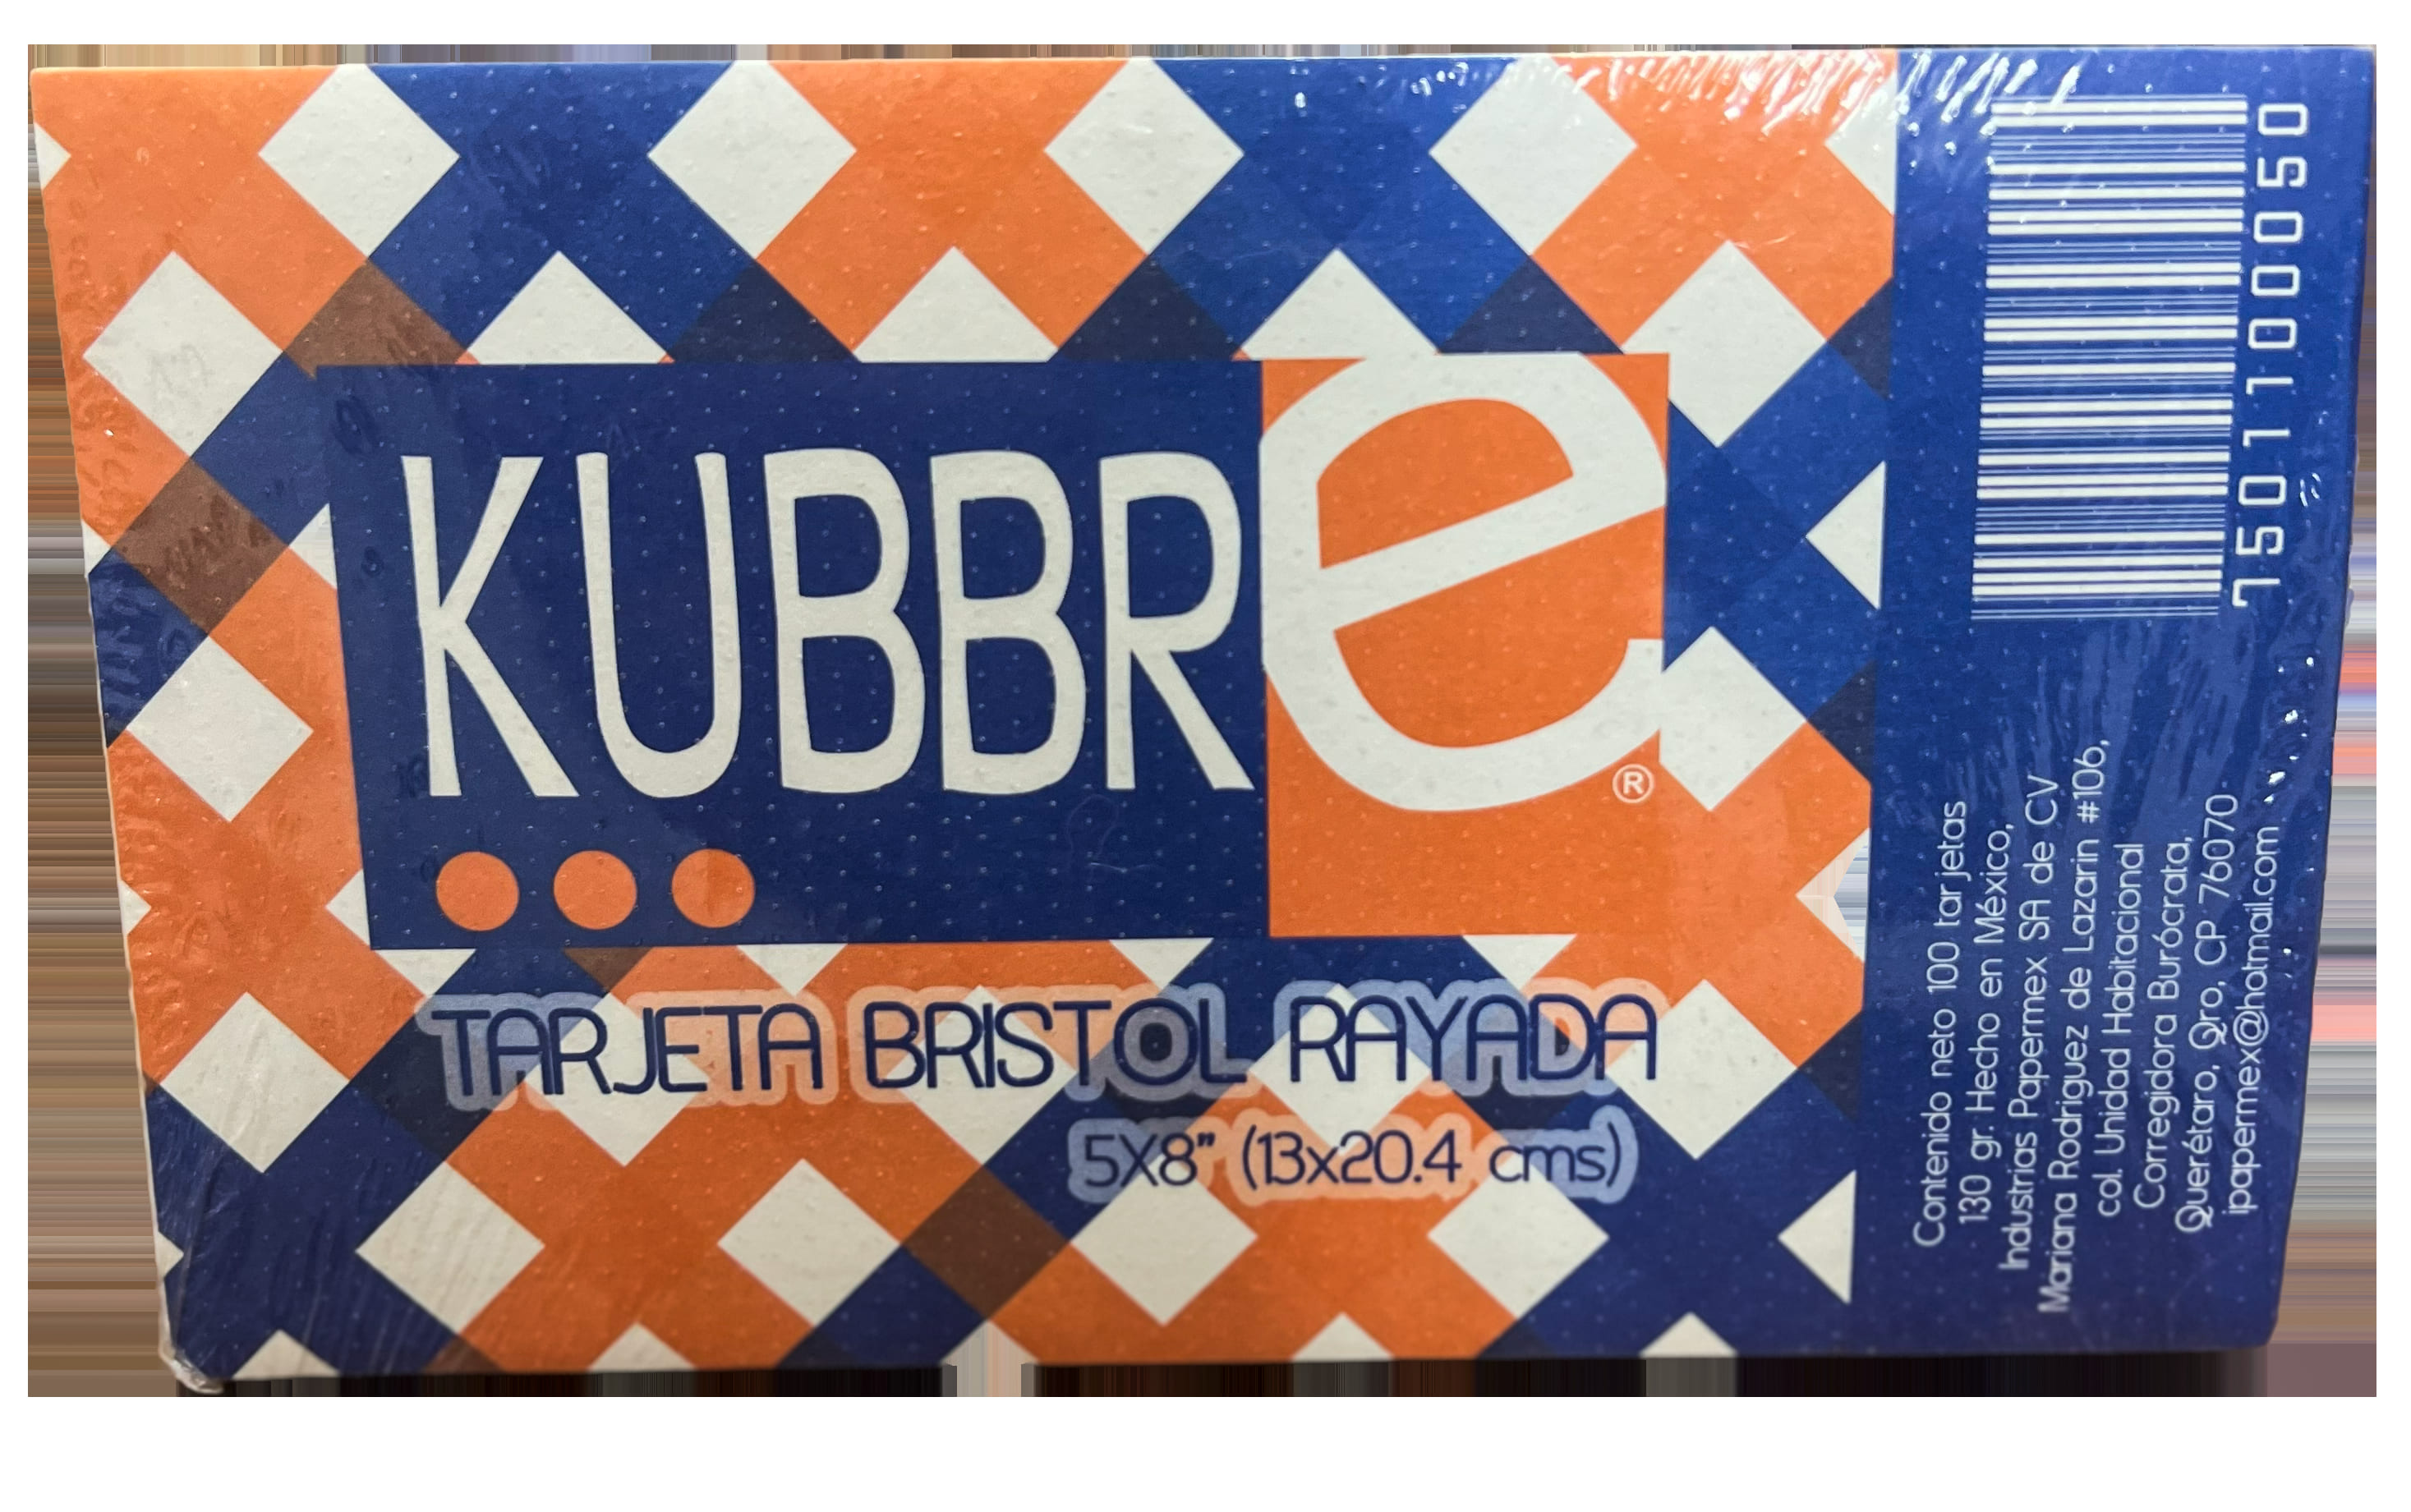 KUBBRe®
TARJETA BRISTOL RAYADA
5X8" (13x20.4 cms)
7501100050
Contenido neto 100 tarjetas
130 gr. Hecho en México,
Industrias Papermex SA de CV
Mariana Rodriguez de Lazarin #106,
col. Unidad Habitacional
Corregidora Burócrata,
Querétaro, Qro, CP 76070
ipapermex@hotmail.com